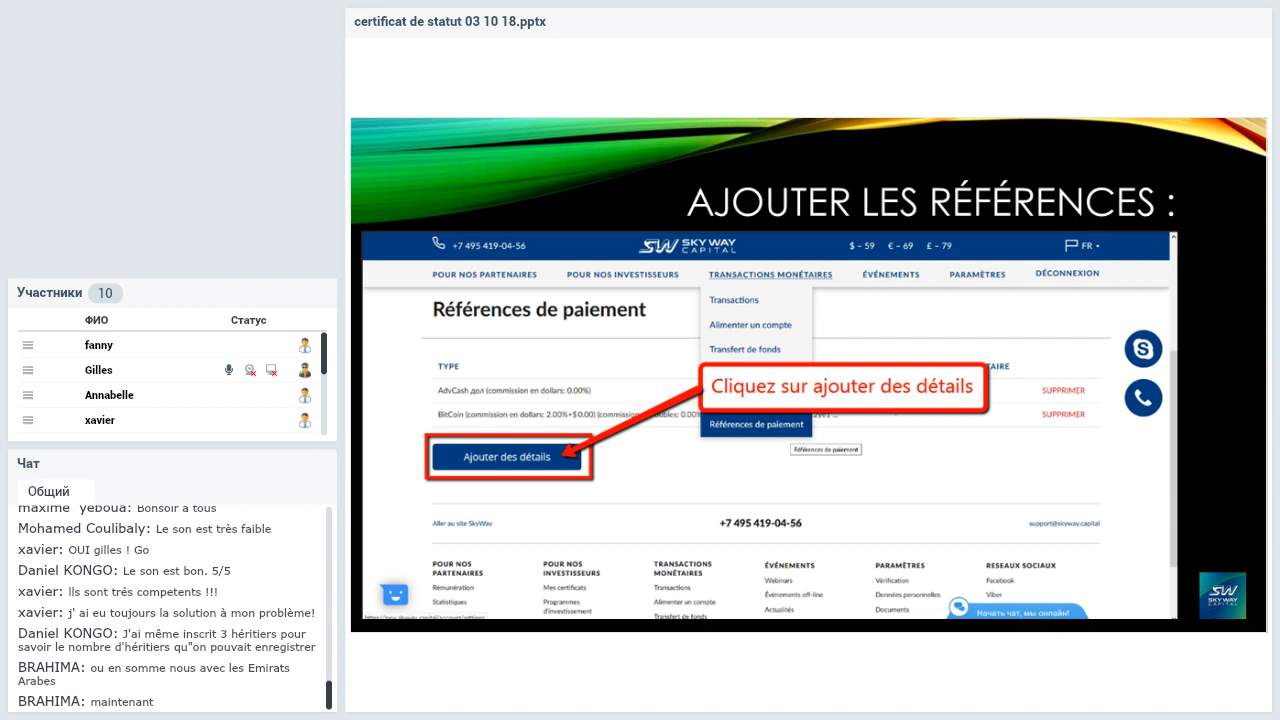 certificat de statut 03 10 18.pptx
AJOUTER LES RÉFÉRENCES :
+7 495 419-04-56
SKY WAY
CAPITAL
$ – 59 € – 69 £ – 79
FR
POUR NOS PARTENAIRES
POUR NOS INVESTISSEURS
TRANSACTIONS MONÉTAIRES
ÉVÉNEMENTS
PARAMÈTRES
DÉCONNEXION
Références de paiement
Transactions
Alimenter un compte
Transfert de fonds
TYPE
AdvCash дол (commission en dollars: 0.00%)
SUPPRIMER
Cliquez sur ajouter des détails
BitCoin (commission en dollars: 2.00%+$0.00) (commission
SUPPRIMER
Références de paiement
Références de paiement
Ajouter des détails
Aller au site SkyWay
+7 495 419-04-56
support@skyway.capital
POUR NOS
PARTENAIRES
Rémunération
Statistiques
POUR NOS
INVESTISSEURS
Mes certificats
Programmes
d'investissement
TRANSACTIONS
MONÉTAIRES
Transactions
Alimenter un compte
Transfert de fonds
ÉVÉNEMENTS
Webinars
Événements off-line
Actualités
PARAMÈTRES
Vérification
Données personnelles
Documents
RESEAUX SOCIAUX
Facebook
Viber
Начать чат, мы онлайн!
SKY WAY
CAPITAL
Участники 10
ФИО Статус
fanny
Gilles
Annabelle
xavier
Чат
Общий
maxime yeboua: Bonsoir à tous
Mohamed Coulibaly: Le son est très faible
xavier: OUI gilles ! Go
Daniel KONGO: Le son est bon. 5/5
xavier: Ils sont trés competents !!!
xavier: j' ai eu toujours la solution à mon problème!
Daniel KONGO: J'ai même inscrit 3 héritiers pour
savoir le nombre d'héritiers qu"on pouvait enregistrer
BRAHIMA: ou en somme nous avec les Emirats
Arabes
BRAHIMA: maintenant